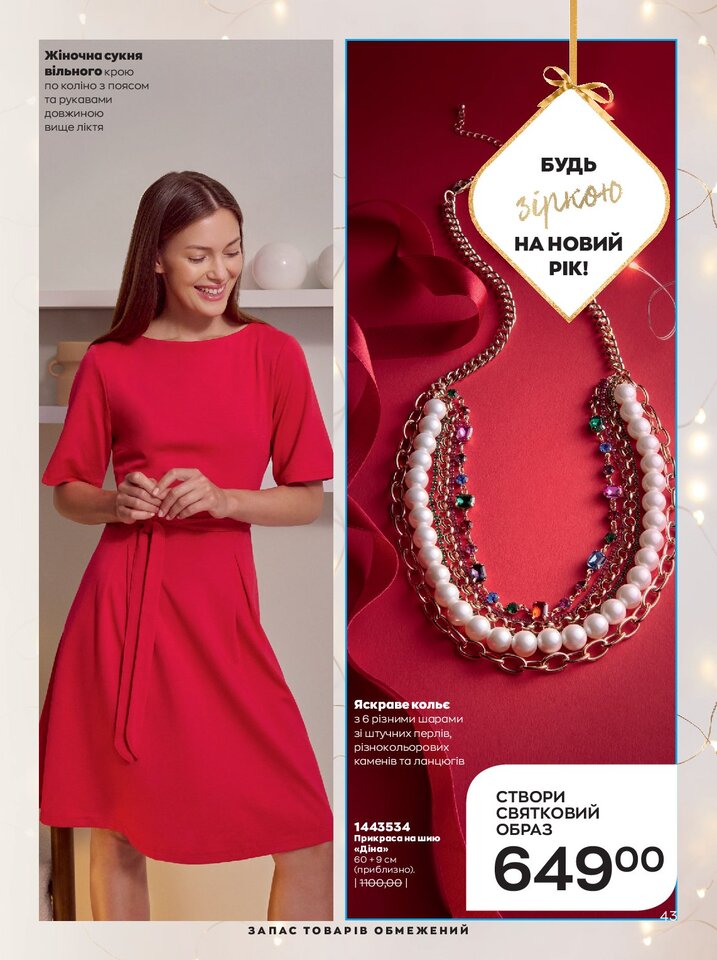 Жіночна сукня
вільного крою
по коліно з поясом
та рукавами
довжиною
вище ліктя
БУДЬ
зіркою
НА НОВИЙ
РІК!
Яскраве кольє
з 6 різними шарами
зі штучних перлів,
різнокольорових
каменів та ланцюгів
1443534
Прикраса на шию
«Діна»
60 + 9 см
(приблизно).
| 1100,00 |
СТВОРИ
СВЯТКОВИЙ
ОБРАЗ
649⁰⁰
43
ЗАПАС ТОВАРІВ ОБМЕЖЕНИЙ